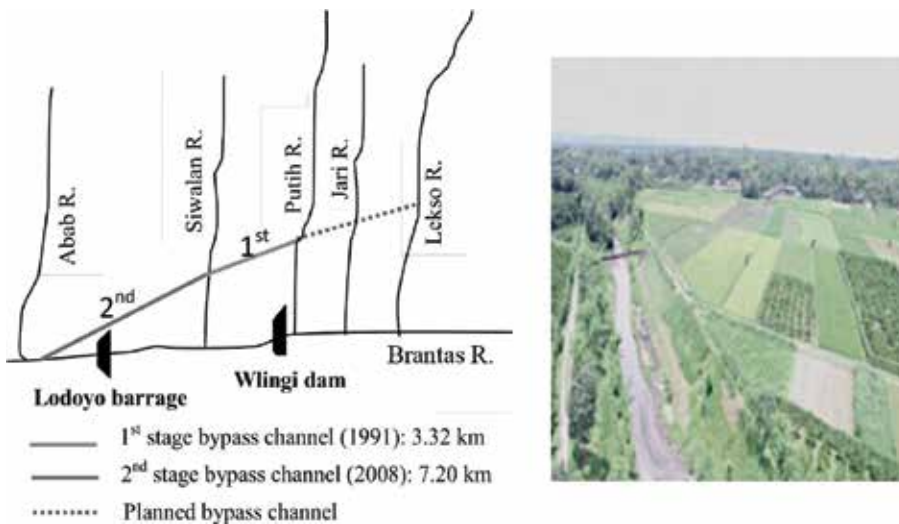 Abab R.
Siwalan R.
Putih R.
Jari R.
Lekso R.
1st
2nd
Brantas R.
Wlingi dam
Lodoyo barrage
1st stage bypass channel (1991): 3.32 km
2nd stage bypass channel (2008): 7.20 km
Planned bypass channel